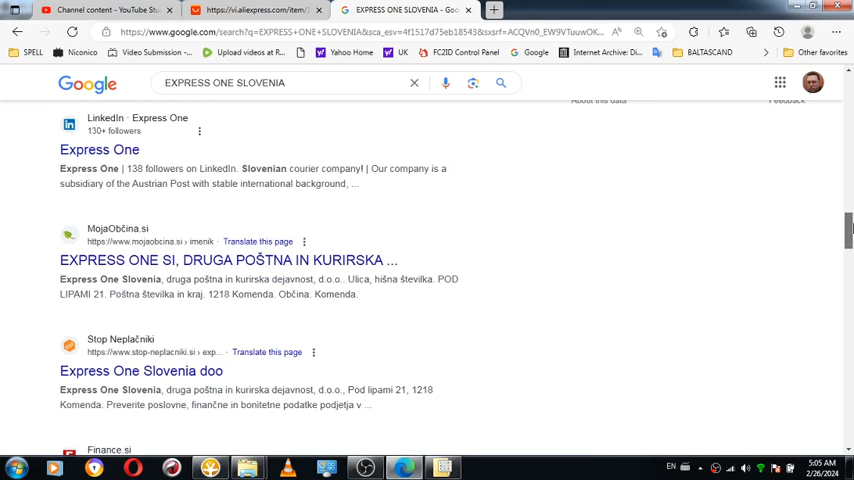 Channel content - YouTube Stu
https://vi.aliexpress.com/item/1
EXPRESS ONE SLOVENIA - Goo
https://www.google.com/search?q=EXPRESS+ONE+SLOVENIA&sca_esv=4f1517d75eb18543&sxsrf=ACQVn0_EW9VTuuwOK...
SPELL
Niconico
Video Submission -...
Upload videos at R...
Yahoo Home
UK
FC2ID Control Panel
Google
Internet Archive: Di...
BALTASCAND
Other favorites
Google
EXPRESS ONE SLOVENIA
About this data
Feedback
LinkedIn · Express One
130+ followers
Express One
Express One | 138 followers on LinkedIn. Slovenian courier company! | Our company is a
subsidiary of the Austrian Post with stable international background, ...
MojaObčina.si
https://www.mojaobcina.si › imenik · Translate this page
EXPRESS ONE SI, DRUGA POŠTNA IN KURIRSKA ...
Express One Slovenia, druga poštna in kurirska dejavnost, d.o.o.. Ulica, hišna številka. POD
LIPAMI 21. Poštna številka in kraj. 1218 Komenda. Občina. Komenda.
Stop Neplačniki
https://www.stop-neplacniki.si › exp... · Translate this page
Express One Slovenia doo
Express One Slovenia, druga poštna in kurirska dejavnost, d.o.o., Pod lipami 21, 1218
Komenda. Preverite poslovne, finančne in bonitetne podatke podjetja v ...
Finance.si
EN
5:05 AM
2/26/2024